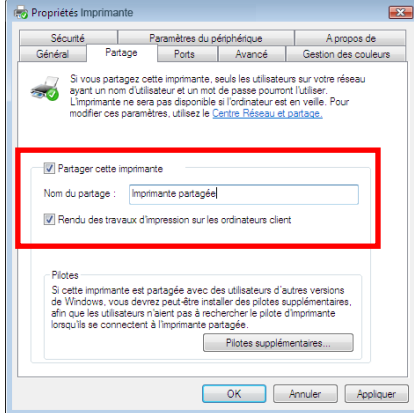 Propriétés Imprimante
Sécurité Paramètres du périphérique A propos de
Général Partage Ports Avancé Gestion des couleurs
Si vous partagez cette imprimante, seuls les utilisateurs sur votre réseau
ayant un nom d'utilisateur et un mot de passe pourront l'utiliser.
L'imprimante ne sera pas disponible si l'ordinateur est en veille. Pour
modifier ces paramètres, utilisez le Centre Réseau et partage.
Partager cette imprimante
Nom du partage : Imprimante partagée
Rendu des travaux d'impression sur les ordinateurs client
Pilotes
Si cette imprimante est partagée avec des utilisateurs d'autres versions
de Windows, vous devrez peut-être installer des pilotes supplémentaires,
afin que les utilisateurs n'aient pas à rechercher le pilote d'imprimante
lorsqu'ils se connectent à l'imprimante partagée.
Pilotes supplémentaires...
OK Annuler Appliquer